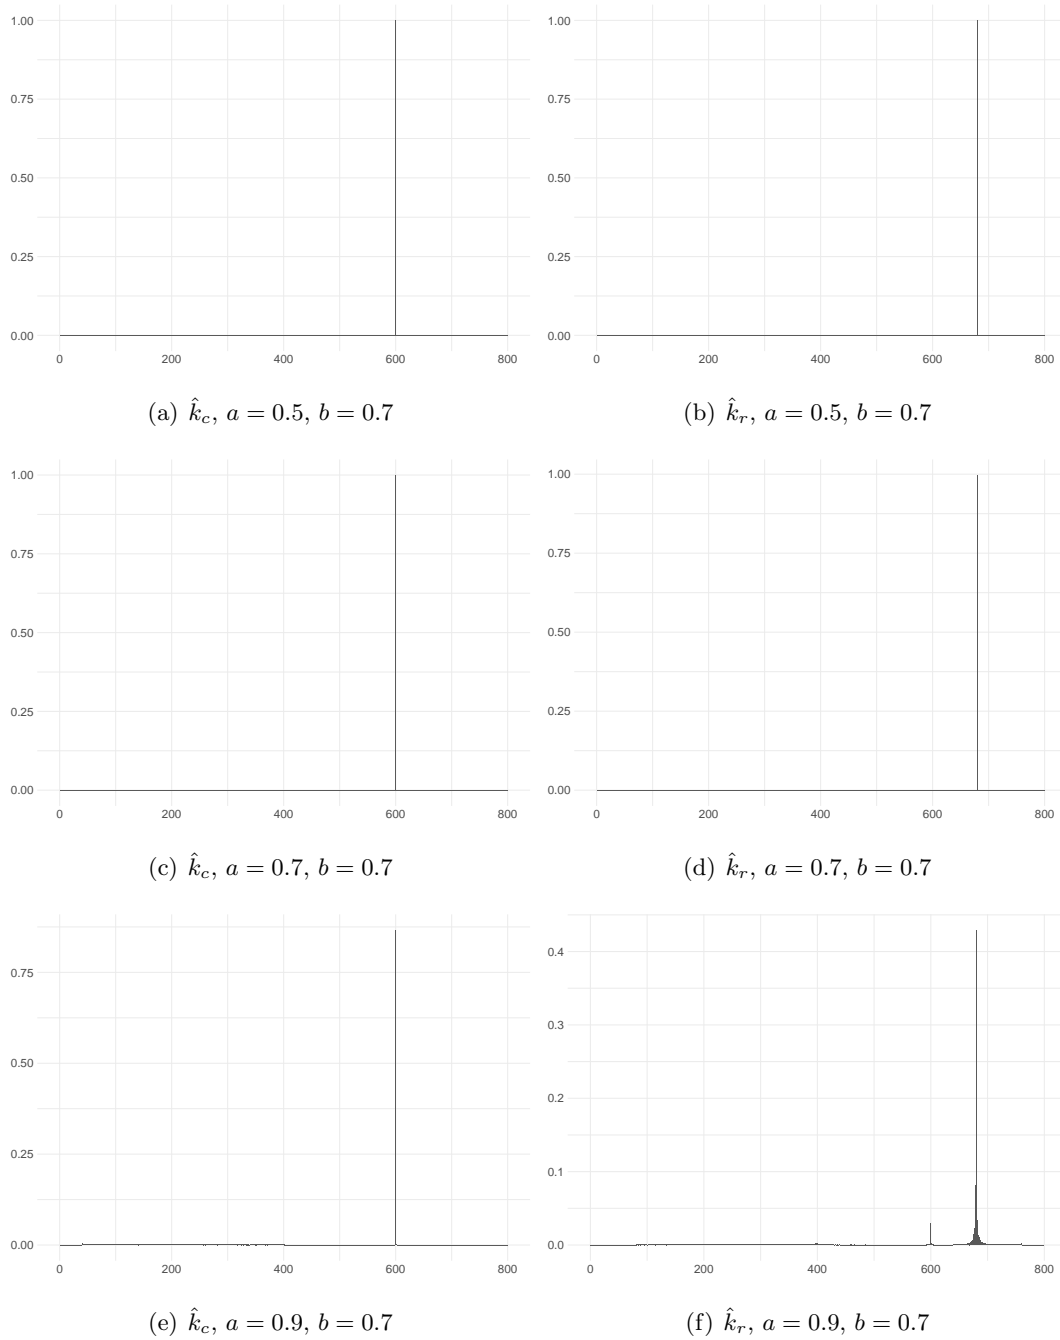 1.00
0.75
0.50
0.25
0.00
0 200 400 600 800
1.00
0.75
0.50
0.25
0.00
0 200 400 600 800
(a) k̂_c, a = 0.5, b = 0.7
(b) k̂_r, a = 0.5, b = 0.7
1.00
0.75
0.50
0.25
0.00
0 200 400 600 800
1.00
0.75
0.50
0.25
0.00
0 200 400 600 800
(c) k̂_c, a = 0.7, b = 0.7
(d) k̂_r, a = 0.7, b = 0.7
0.75
0.50
0.25
0.00
0 200 400 600 800
0.4
0.3
0.2
0.1
0.0
0 200 400 600 800
(e) k̂_c, a = 0.9, b = 0.7
(f) k̂_r, a = 0.9, b = 0.7